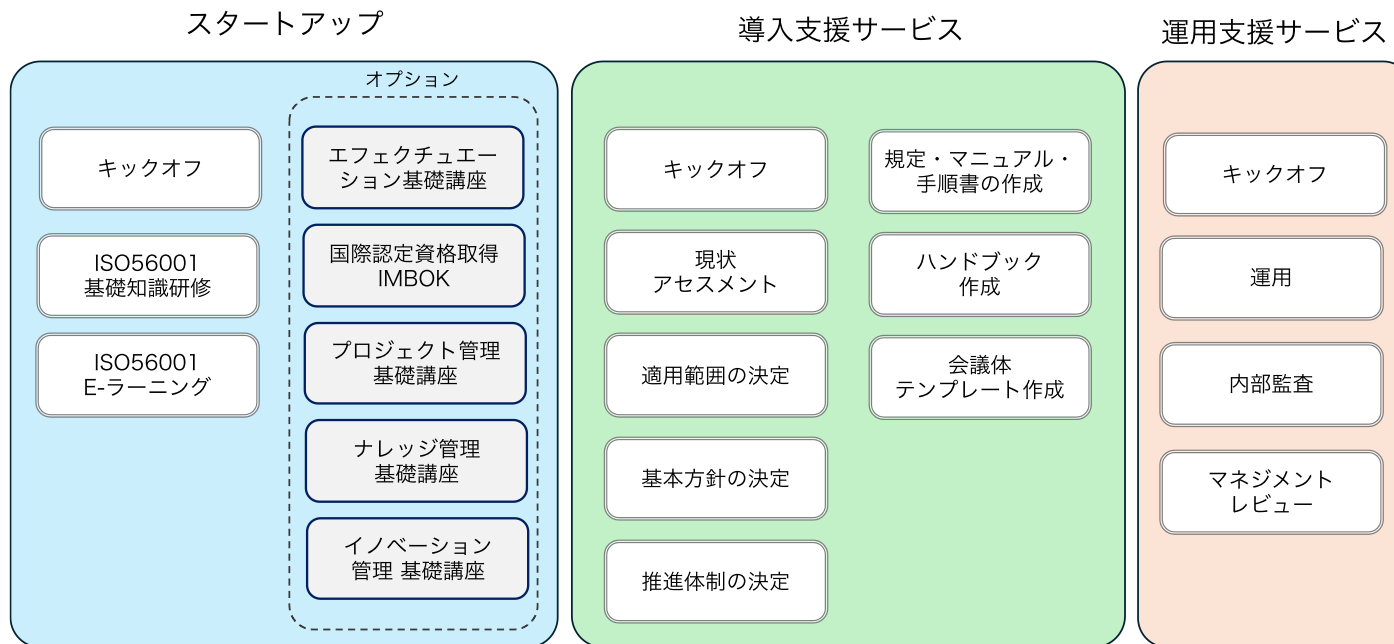 スタートアップ
オプション
キックオフ
ISO56001
基礎知識研修
ISO56001
E-ラーニング
エフェクチュエー
ション基礎講座
国際認定資格取得
IMBOK
プロジェクト管理
基礎講座
ナレッジ管理
基礎講座
イノベーション
管理 基礎講座
導入支援サービス
キックオフ
現状
アセスメント
適用範囲の決定
基本方針の決定
推進体制の決定
規定・マニュアル・
手順書の作成
ハンドブック
作成
会議体
テンプレート作成
運用支援サービス
キックオフ
運用
内部監査
マネジメント
レビュー